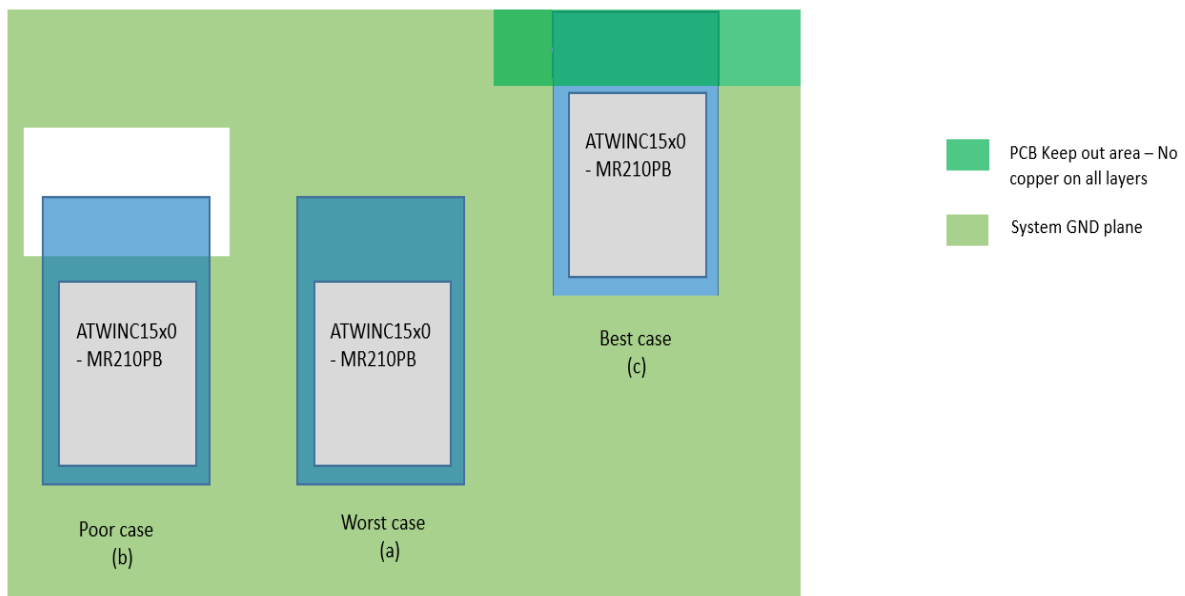 ATWINC15x0
- MR210PB
Poor case
(b)
ATWINC15x0
- MR210PB
Worst case
(a)
ATWINC15x0
- MR210PB
Best case
(c)
PCB Keep out area – No
copper on all layers
System GND plane